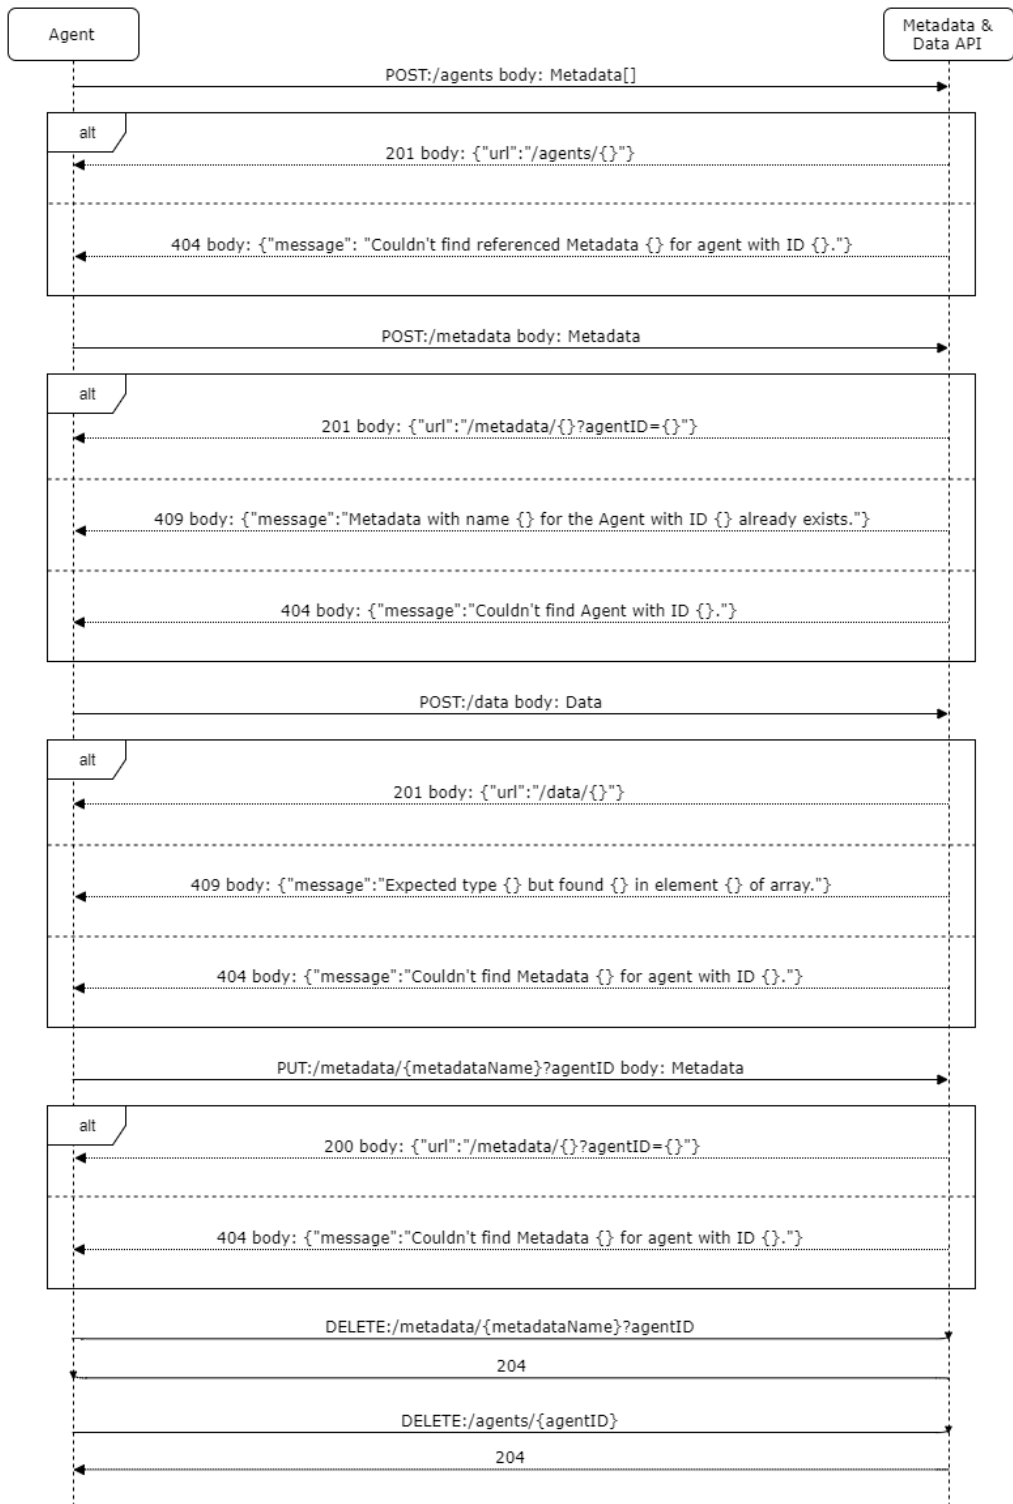 Agent
Metadata &
Data API
POST:/agents body: Metadata[]
alt
201 body: {"url":"/agents/{}"}
404 body: {"message": "Couldn't find referenced Metadata {} for agent with ID {}."}
POST:/metadata body: Metadata
alt
201 body: {"url":"/metadata/{}?agentID={}"}
409 body: {"message":"Metadata with name {} for the Agent with ID {} already exists."}
404 body: {"message":"Couldn't find Agent with ID {}."}
POST:/data body: Data
alt
201 body: {"url":"/data/{}"}
409 body: {"message":"Expected type {} but found {} in element {} of array."}
404 body: {"message":"Couldn't find Metadata {} for agent with ID {}."}
PUT:/metadata/{metadataName}?agentID body: Metadata
alt
200 body: {"url":"/metadata/{}?agentID={}"}
404 body: {"message":"Couldn't find Metadata {} for agent with ID {}."}
DELETE:/metadata/{metadataName}?agentID
204
DELETE:/agents/{agentID}
204